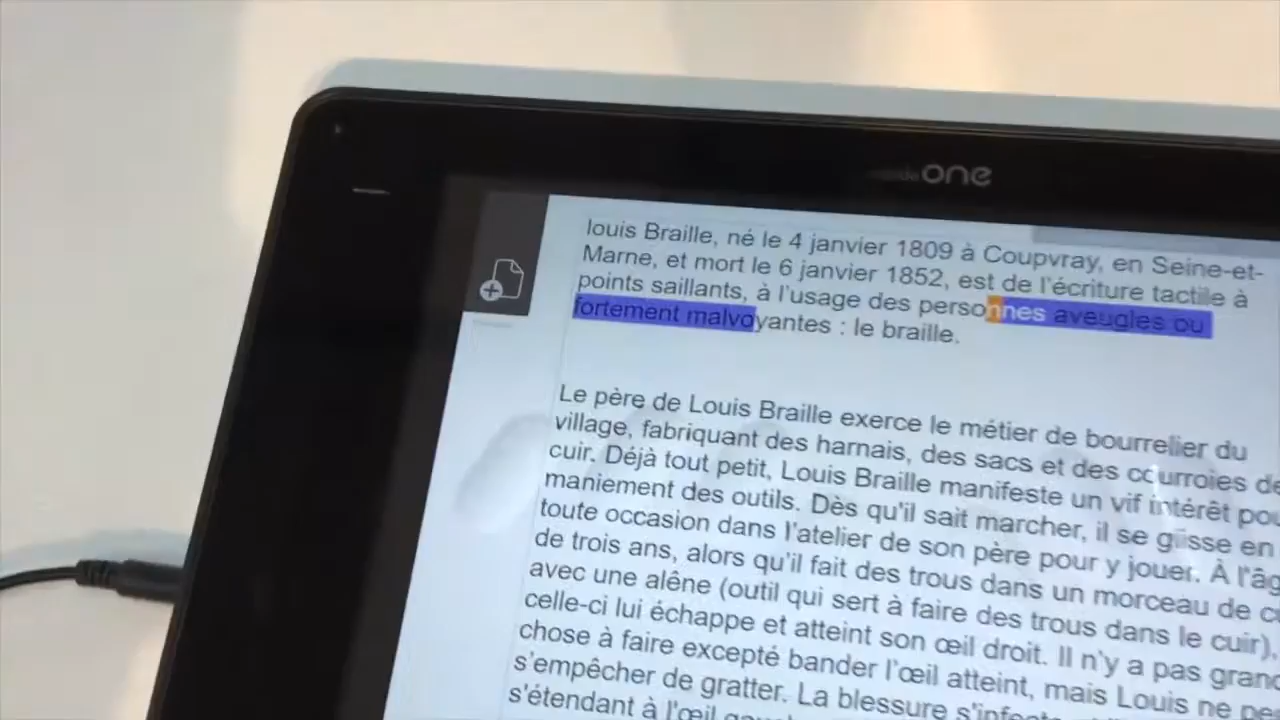 one
louis Braille, né le 4 janvier 1809 à Coupvray, en Seine-et-
Marne, et mort le 6 janvier 1852, est de l'écriture tactile à
points saillants, à l'usage des personnes aveugles ou
fortement malvoyantes : le braille.
Le père de Louis Braille exerce le métier de bourrelier du
village, fabriquant des harnais, des sacs et des courroies de
cuir. Déjà tout petit, Louis Braille manifeste un vif intérêt
maniement des outils. Dès qu'il sait marcher, il se glisse en
toute occasion dans l'atelier de son père pour y jouer. À
de trois ans, alors qu'il fait des trous dans un morceau de
avec une alêne (outil qui sert à faire des trous dans le cuir),
celle-ci lui échappe et atteint son œil droit. Il n'y a pas
chose à faire excepté bander l'œil atteint, mais Louis ne
s'empêcher de gratter. La blessure
s'étendant à l'œil